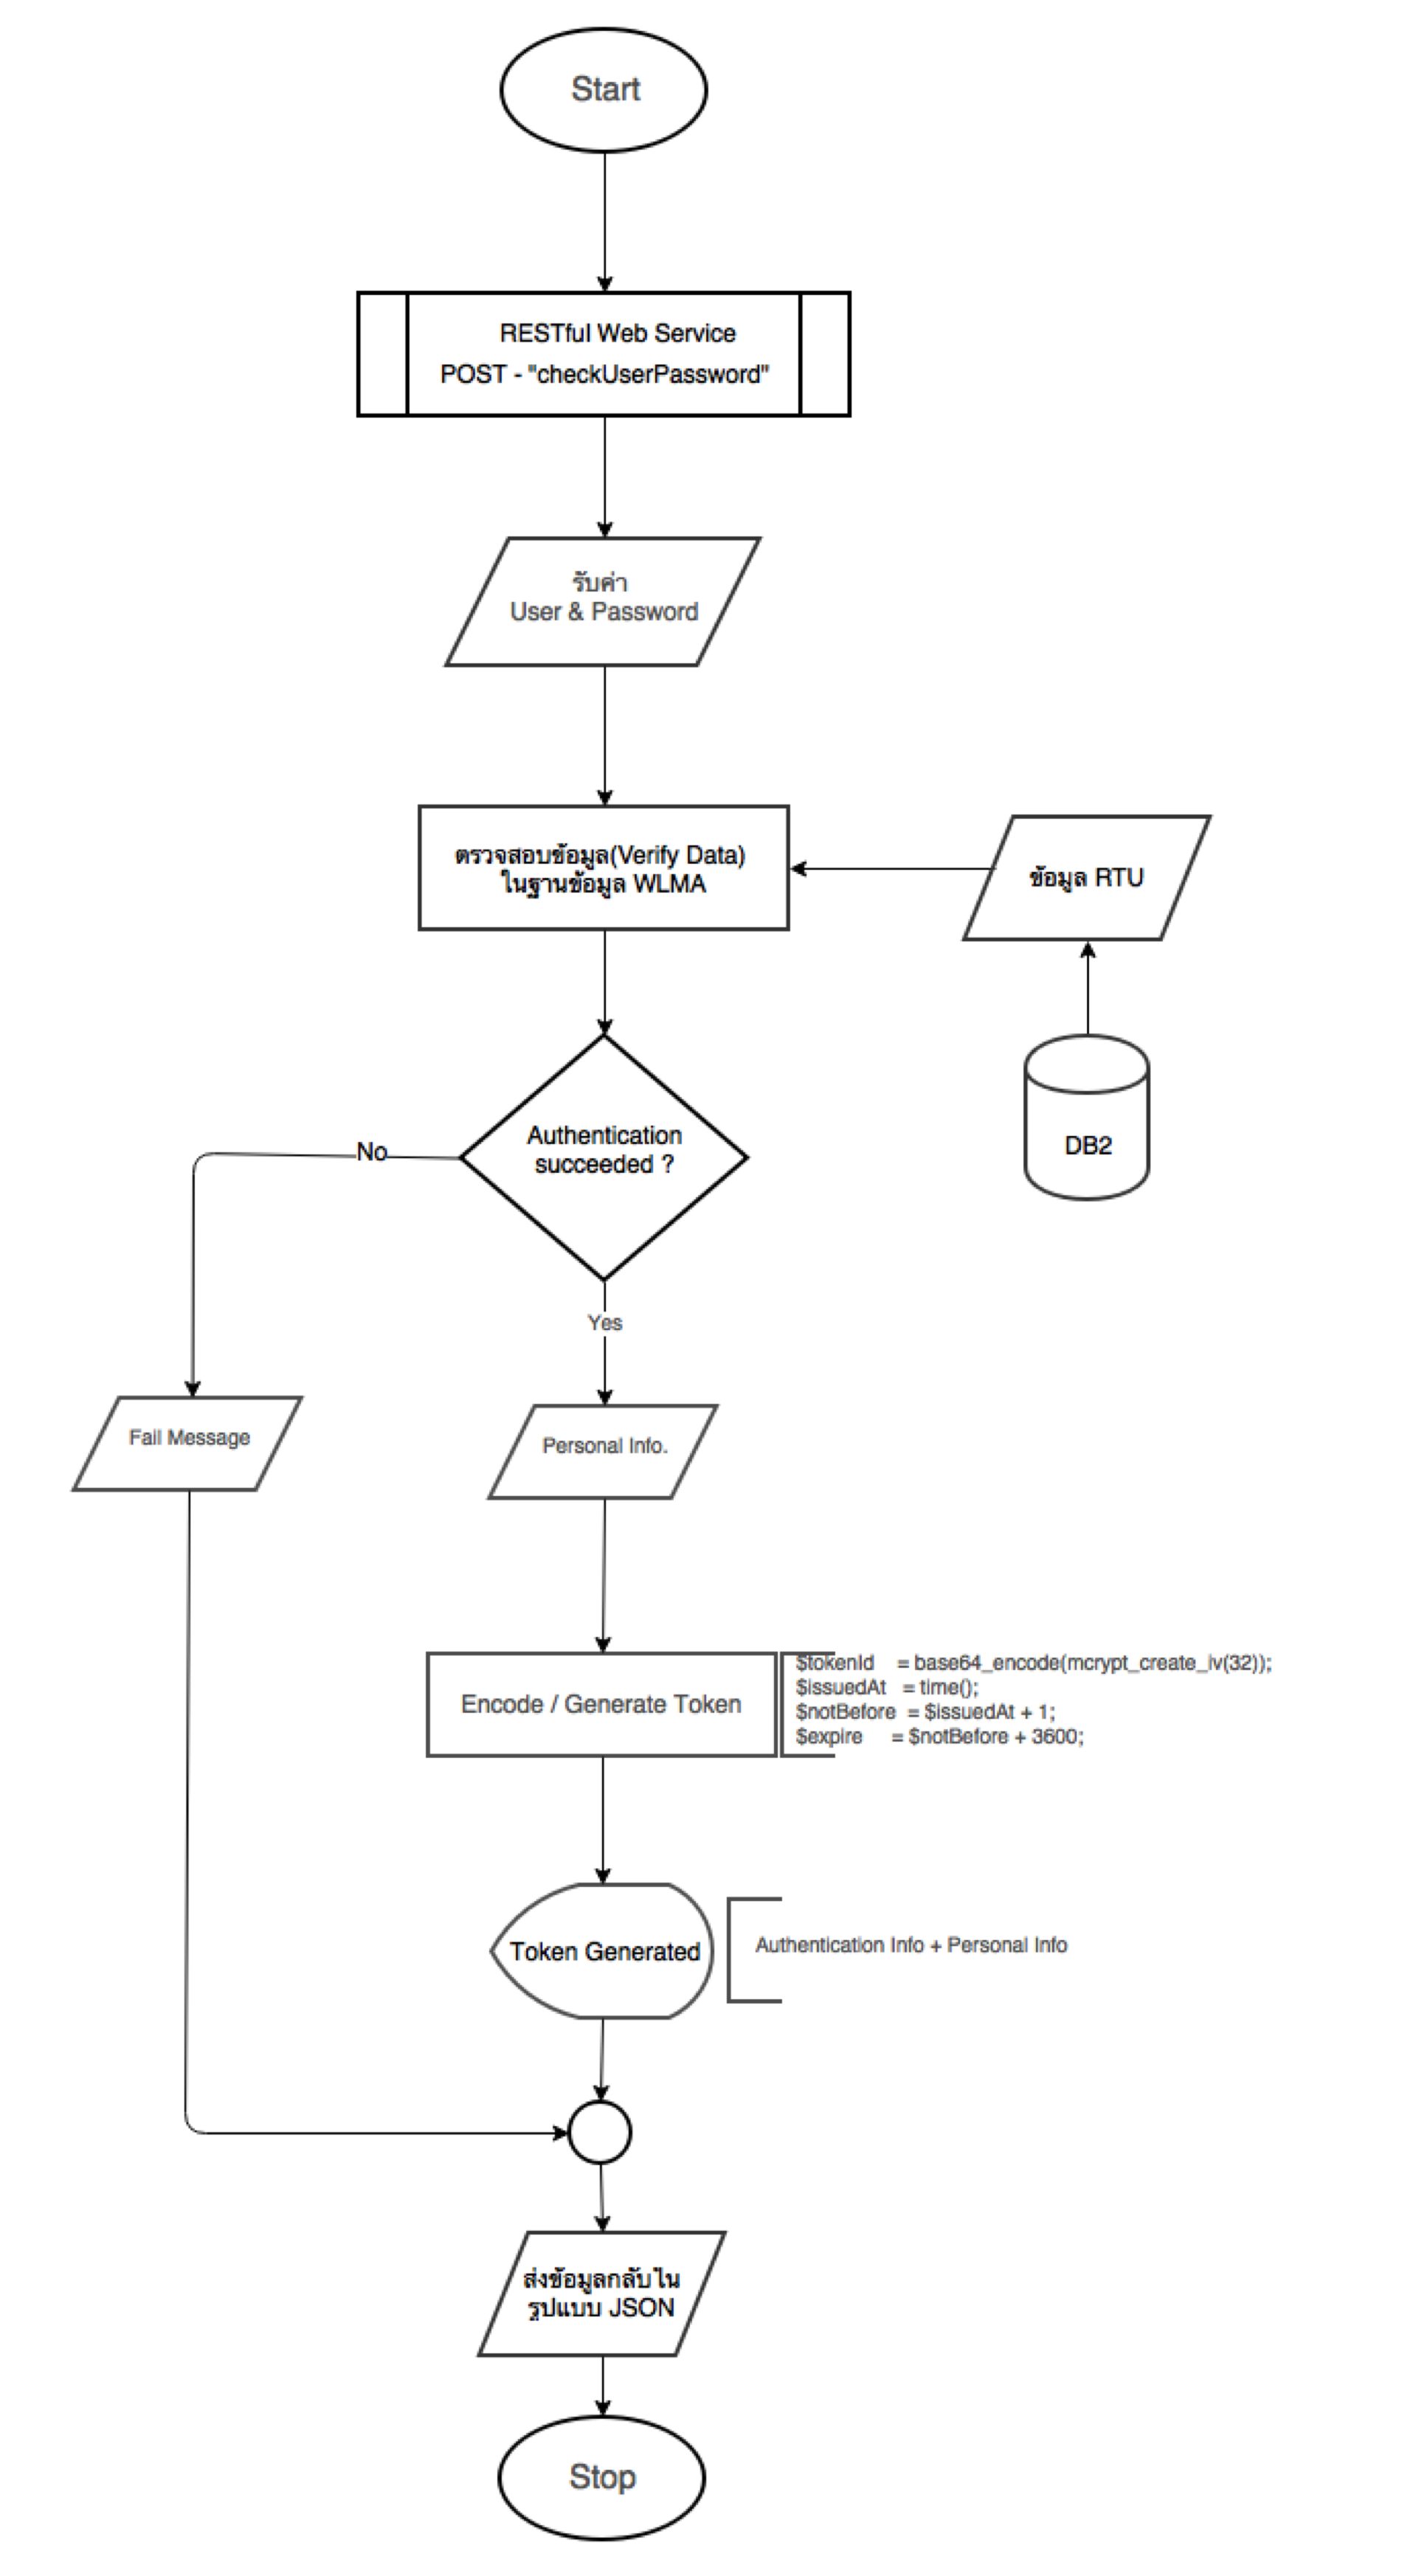 Start
RESTful Web Service
POST - "checkUserPassword"
รับค่า
User & Password
ตรวจสอบข้อมูล(Verify Data)
ในฐานข้อมูล WLMA
ข้อมูล RTU
DB2
Authentication
succeeded ?
No
Yes
Fail Message
Personal Info.
Encode / Generate Token
$tokenId = base64_encode(mcrypt_create_iv(32));
$issuedAt = time();
$notBefore = $issuedAt + 1;
$expire = $notBefore + 3600;
Token Generated
Authentication Info + Personal Info
ส่งข้อมูลกลับใน
รูปแบบ JSON
Stop